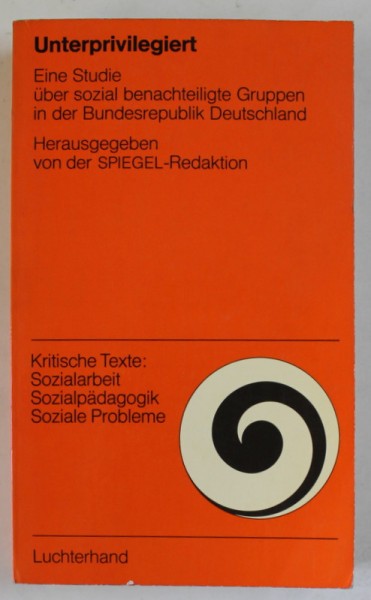 Unterprivilegiert
Eine Studie
über sozial benachteiligte Gruppen
in der Bundesrepublik Deutschland
Herausgegeben
von der SPIEGEL-Redaktion
Kritische Texte:
Sozialarbeit
Sozialpädagogik
Soziale Probleme
Luchterhand